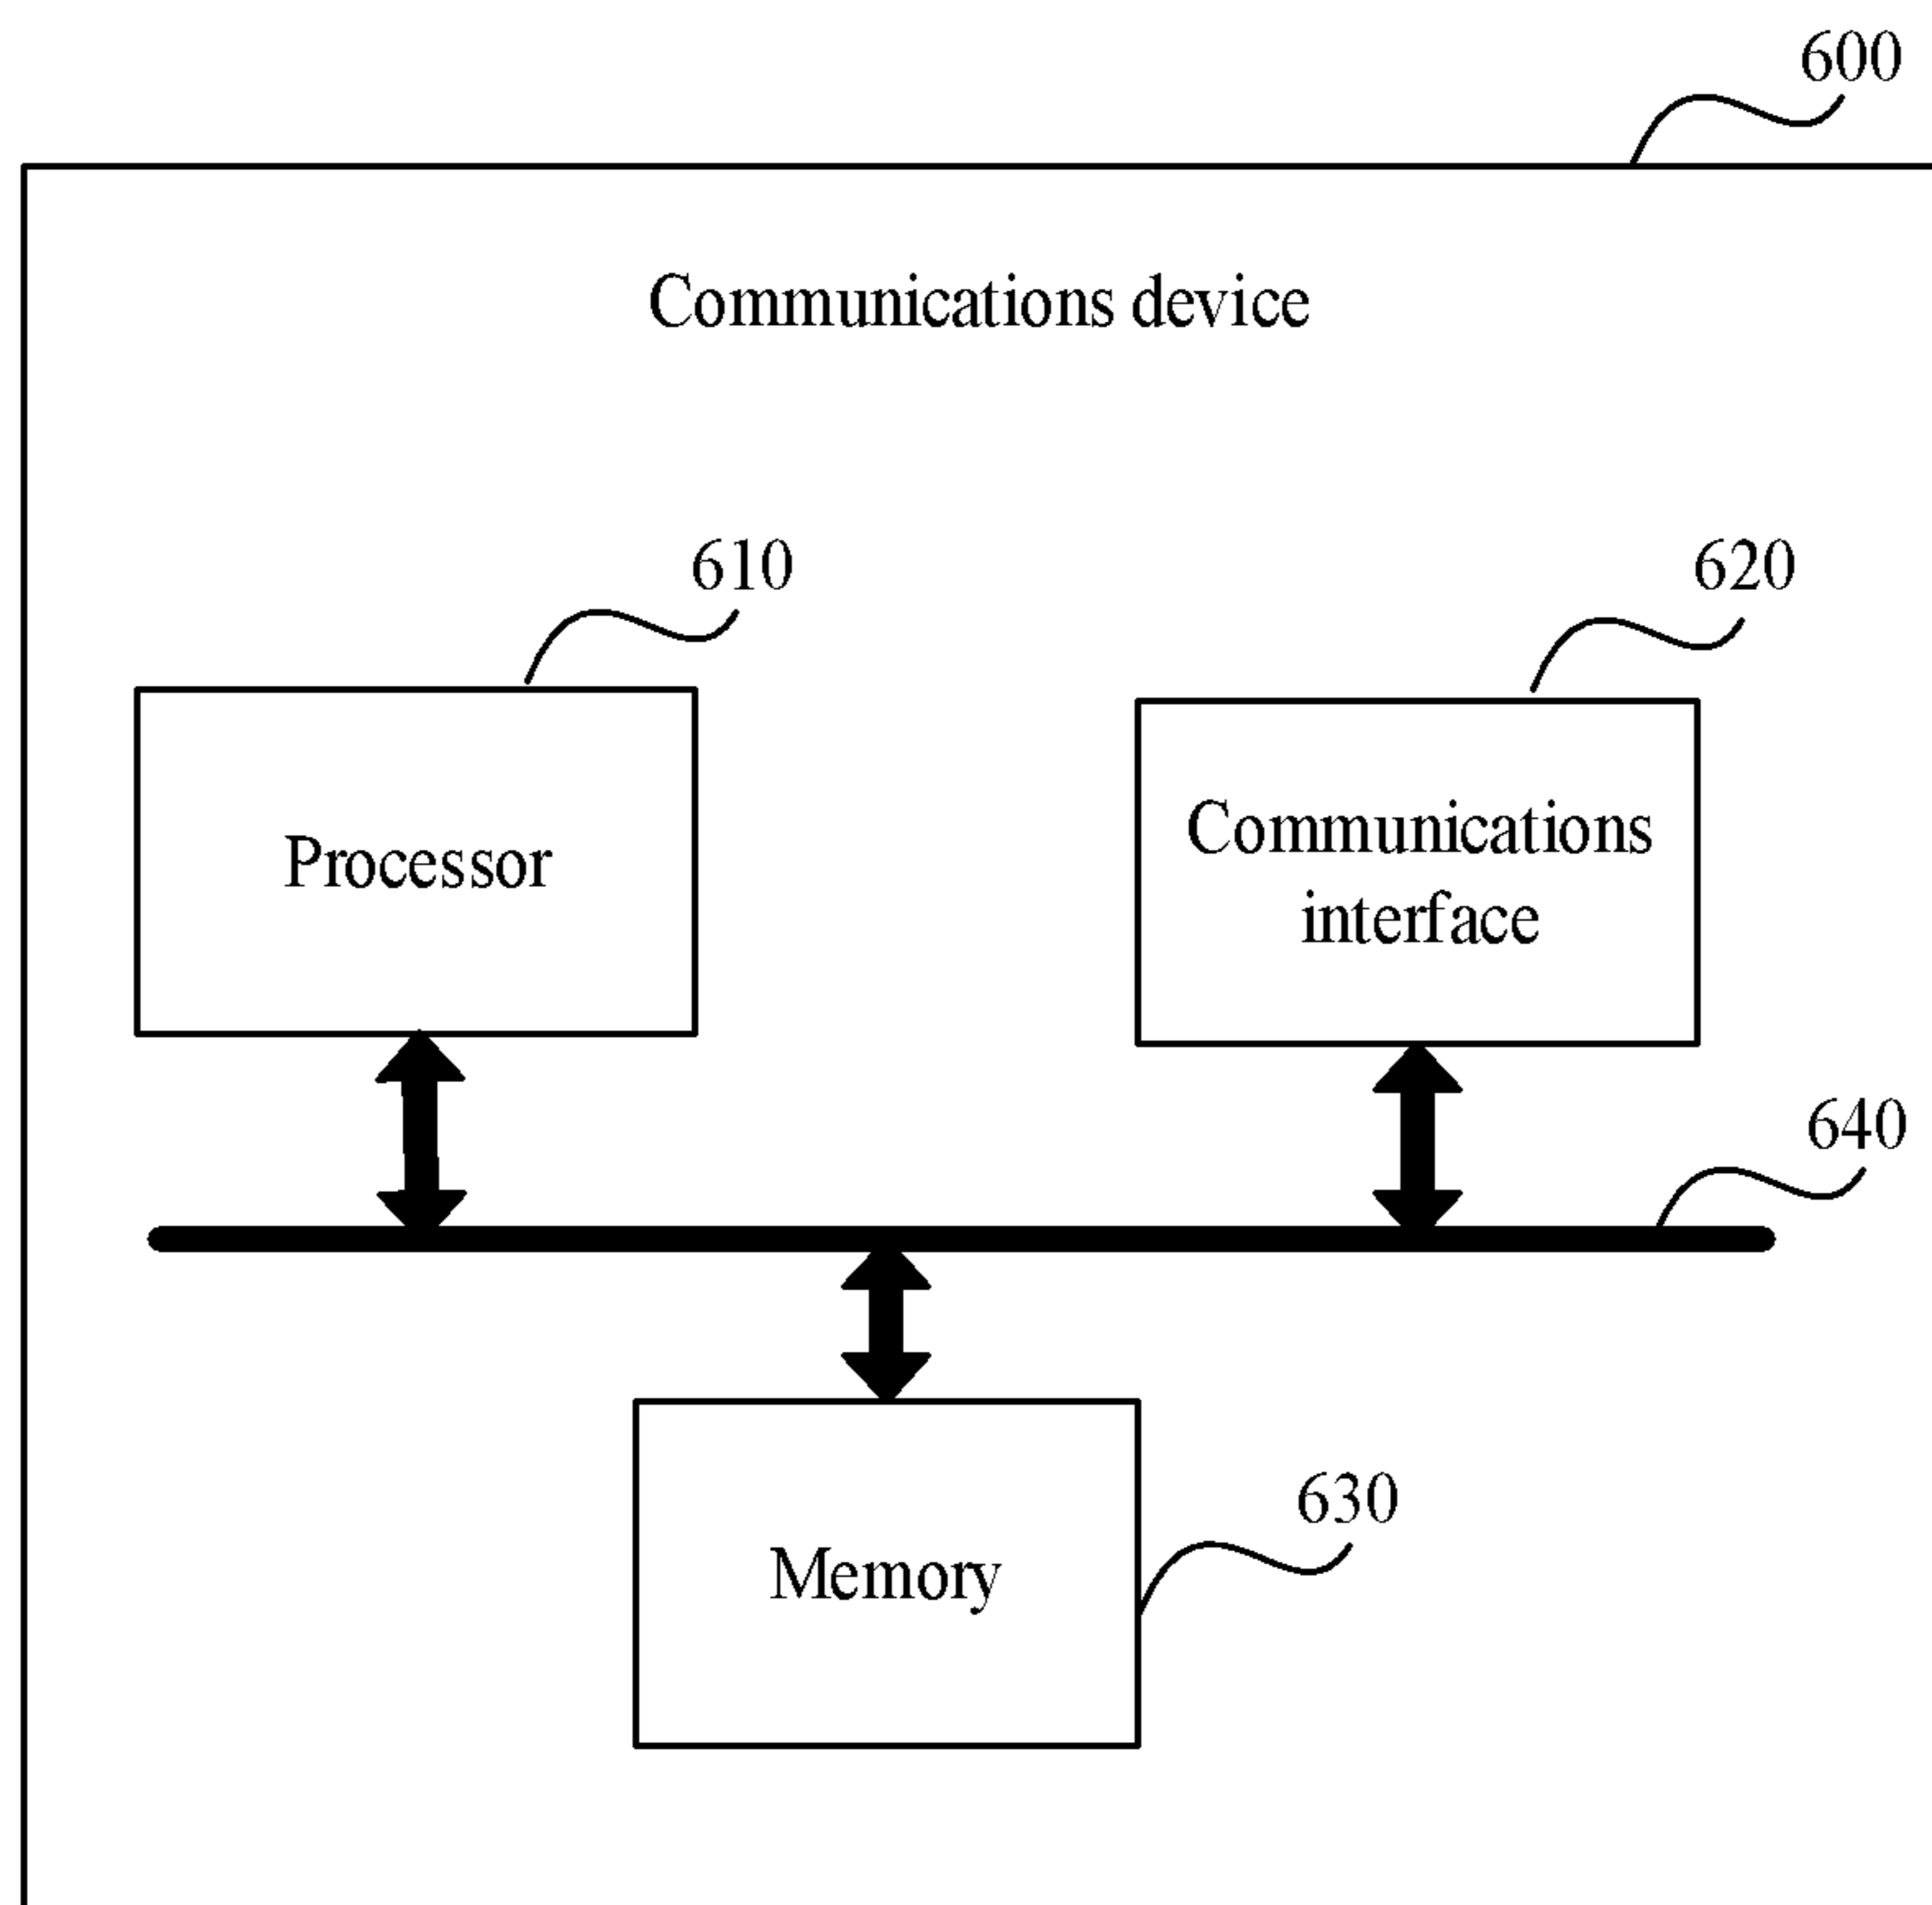 600
Communications device
610
620
Processor
Communications
interface
640
630
Memory